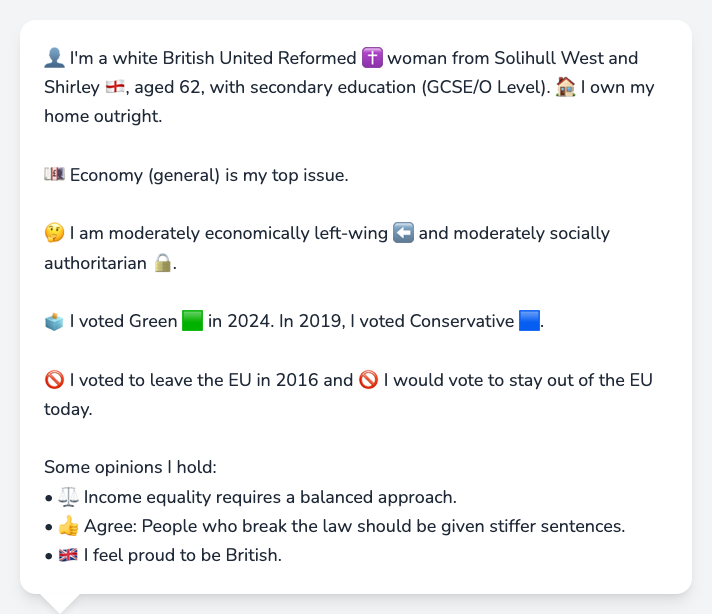 👤 I'm a white British United Reformed ✝️ woman from Solihull West and
Shirley 🏴󠁧󠁢󠁥󠁮󠁧󠁿, aged 62, with secondary education (GCSE/O Level). 🏠 I own my
home outright.
💷 Economy (general) is my top issue.
🤔 I am moderately economically left-wing ⬅️ and moderately socially
authoritarian 🔒.
🗳️ I voted Green 🟩 in 2024. In 2019, I voted Conservative 🟦.
🚫 I voted to leave the EU in 2016 and 🚫 I would vote to stay out of the EU
today.
Some opinions I hold:
• ⚖️ Income equality requires a balanced approach.
• 👍 Agree: People who break the law should be given stiffer sentences.
• 🇬🇧 I feel proud to be British.